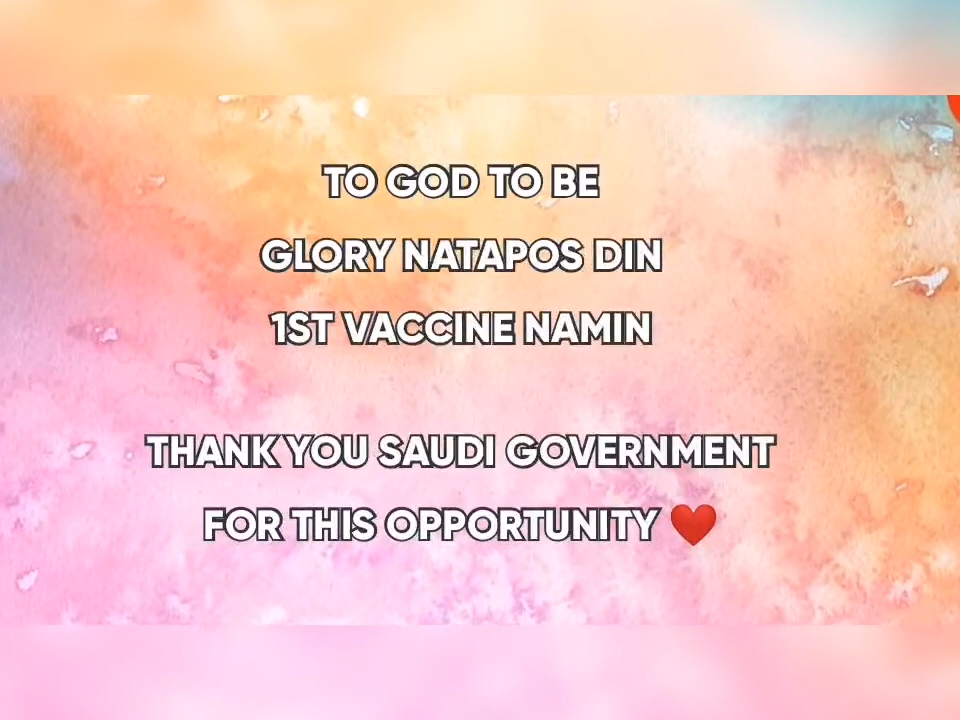 TO GOD TO BE
GLORY NATAPOS DIN
1ST VACCINE NAMIN
THANK YOU SAUDI GOVERNMENT
FOR THIS OPPORTUNITY ❤️